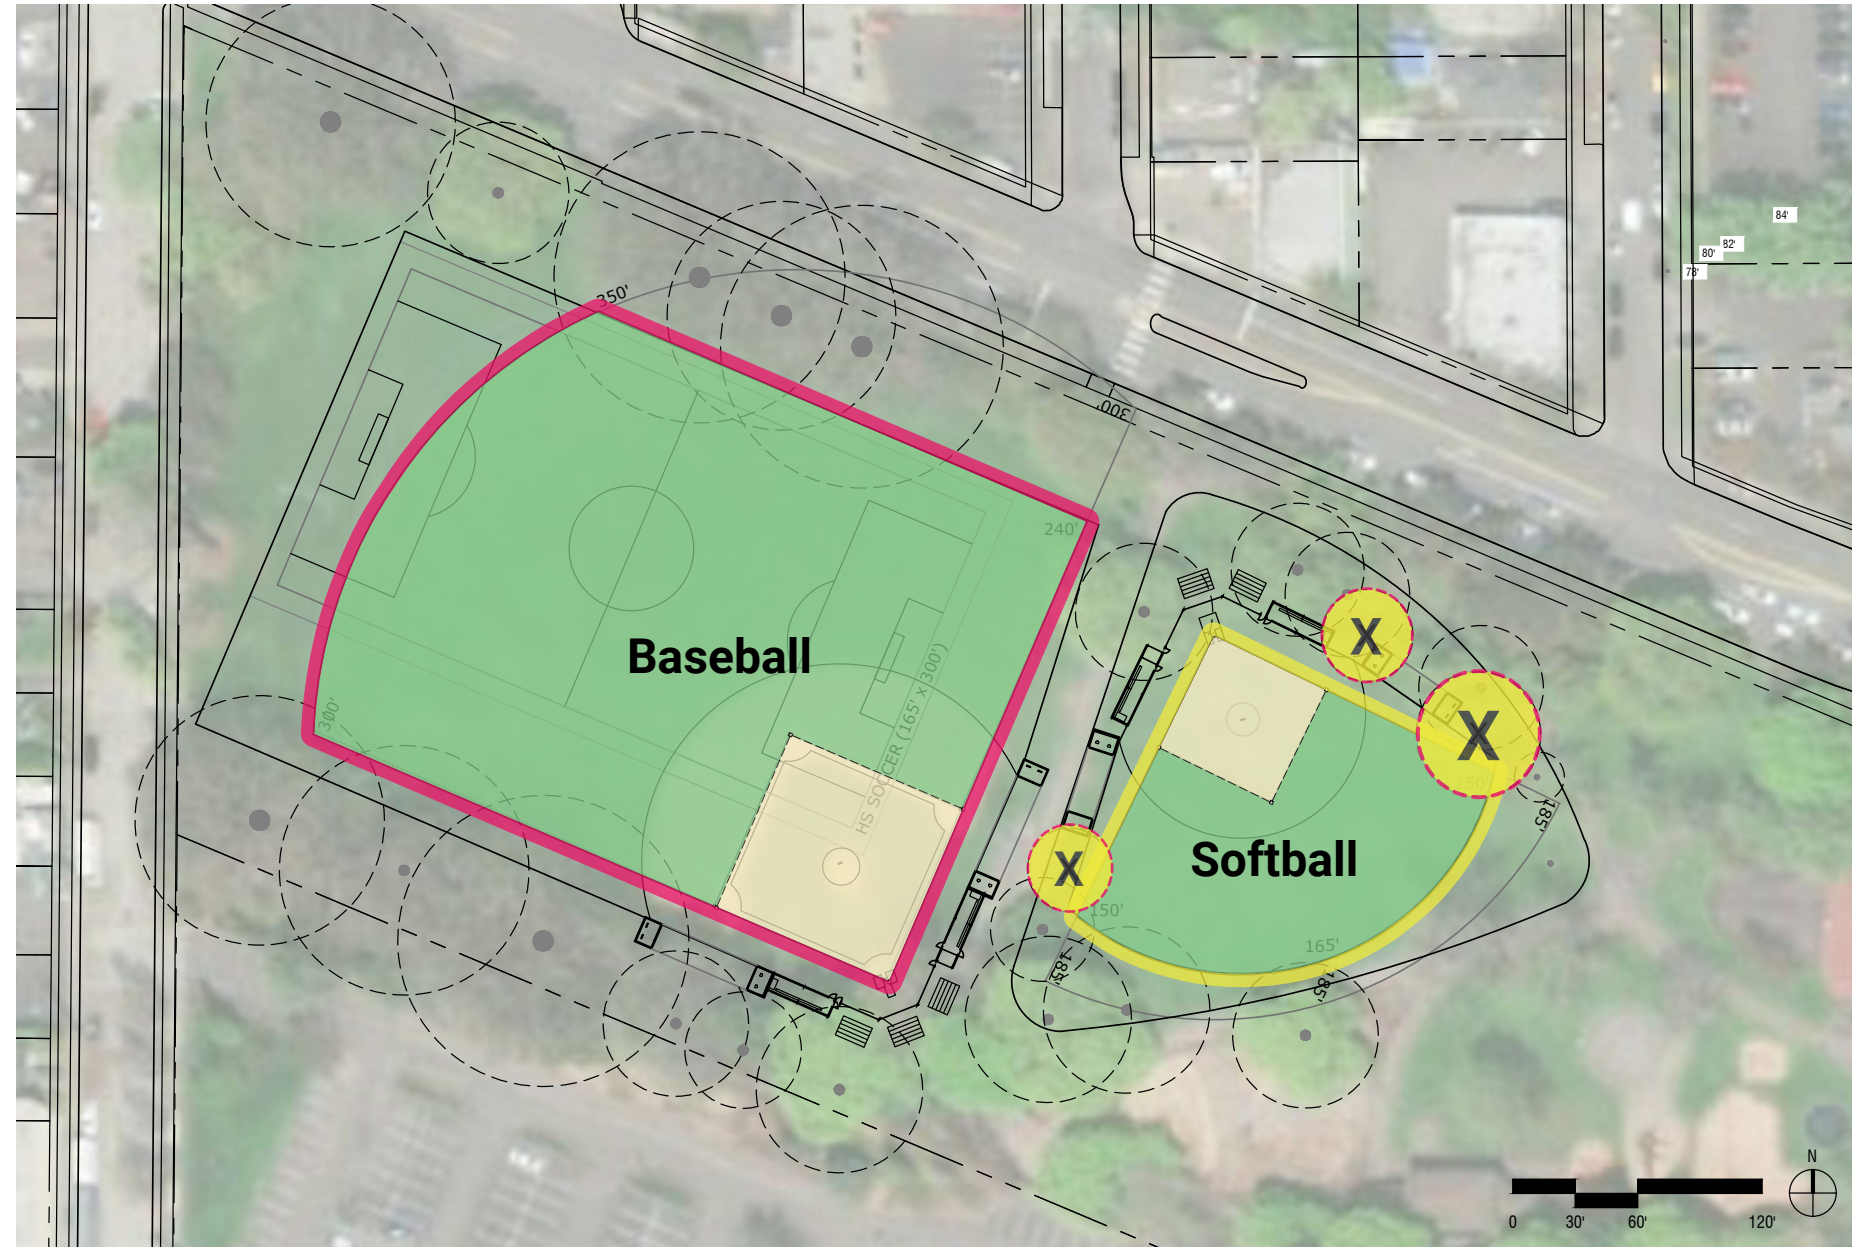 84'
82'
80'
78'
350'
300'
240'
X
Baseball
HS SOCCER (165' x 300')
300'
X
150'
185'
Softball
X
150'
165'
185'
185'
N
0 30' 60' 120'